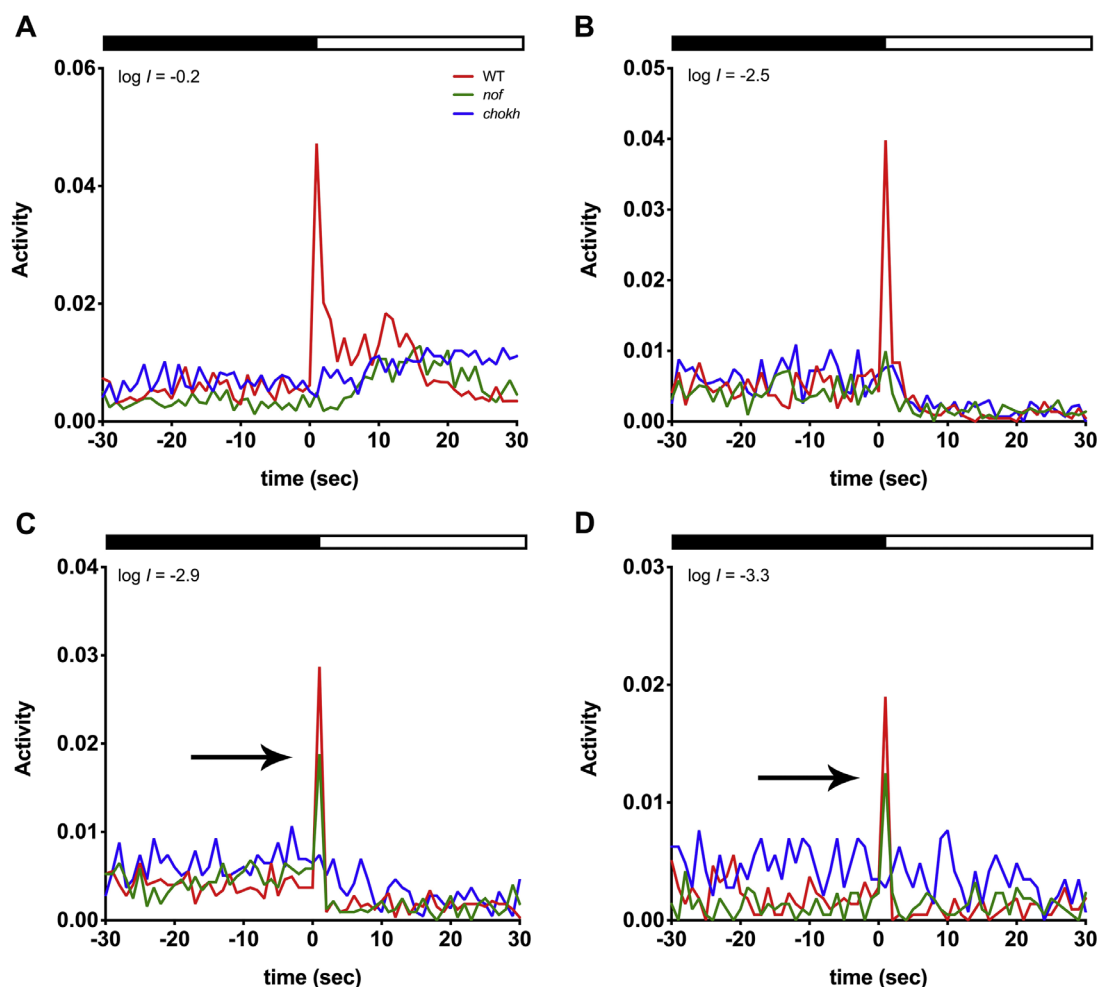 A
log I = -0.2
WT
nof
chokh
0.06
0.04
0.02
0.00
Activity
-30 -20 -10 0 10 20 30
time (sec)
B
log I = -2.5
0.05
0.04
0.03
0.02
0.01
0.00
Activity
-30 -20 -10 0 10 20 30
time (sec)
C
log I = -2.9
0.04
0.03
0.02
0.01
0.00
Activity
-30 -20 -10 0 10 20 30
time (sec)
D
log I = -3.3
0.03
0.02
0.01
0.00
Activity
-30 -20 -10 0 10 20 30
time (sec)